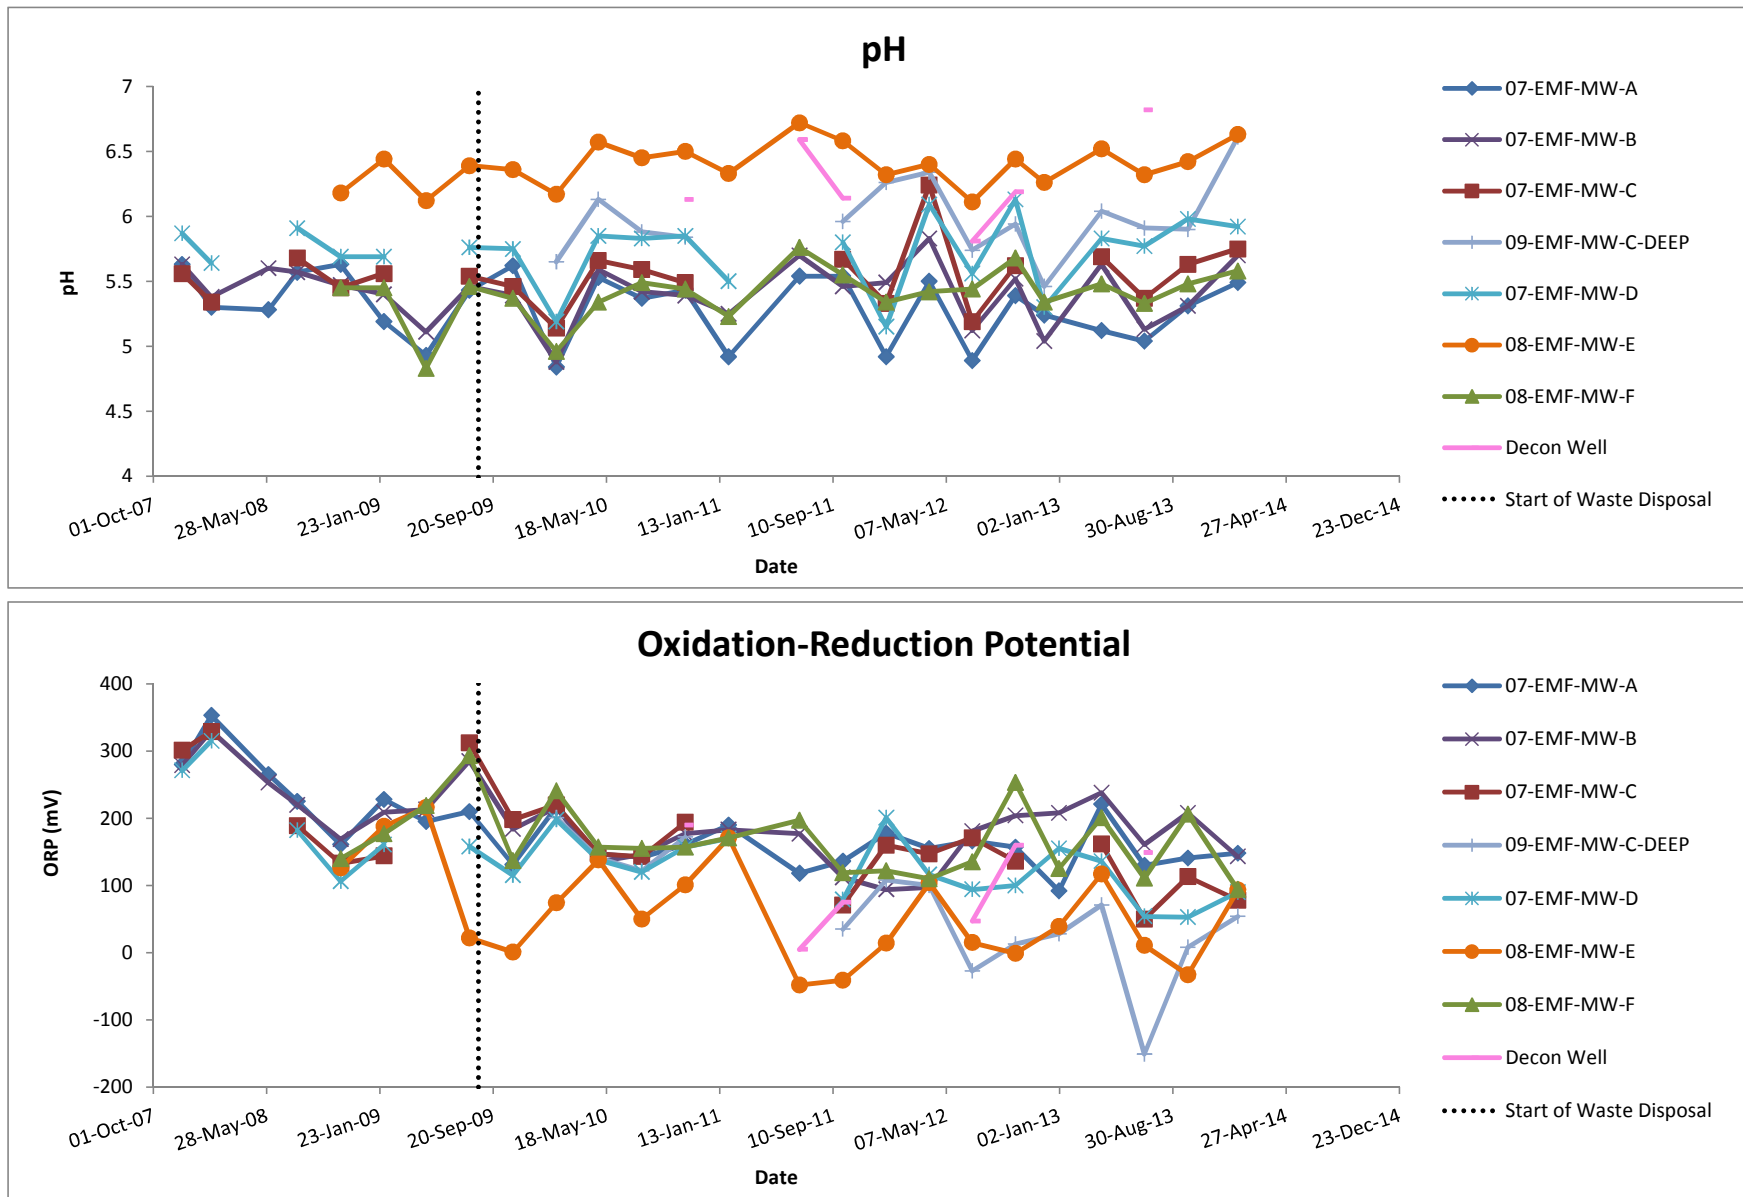 pH
7
6.5
6
5.5
5
4.5
4
pH
01-Oct-07
28-May-08
23-Jan-09
20-Sep-09
18-May-10
13-Jan-11
10-Sep-11
07-May-12
02-Jan-13
30-Aug-13
27-Apr-14
23-Dec-14
Date
07-EMF-MW-A
07-EMF-MW-B
07-EMF-MW-C
09-EMF-MW-C-DEEP
07-EMF-MW-D
08-EMF-MW-E
08-EMF-MW-F
Decon Well
Start of Waste Disposal
Oxidation-Reduction Potential
400
300
200
100
0
-100
-200
ORP (mV)
01-Oct-07
28-May-08
23-Jan-09
20-Sep-09
18-May-10
13-Jan-11
10-Sep-11
07-May-12
02-Jan-13
30-Aug-13
27-Apr-14
23-Dec-14
Date
07-EMF-MW-A
07-EMF-MW-B
07-EMF-MW-C
09-EMF-MW-C-DEEP
07-EMF-MW-D
08-EMF-MW-E
08-EMF-MW-F
Decon Well
Start of Waste Disposal